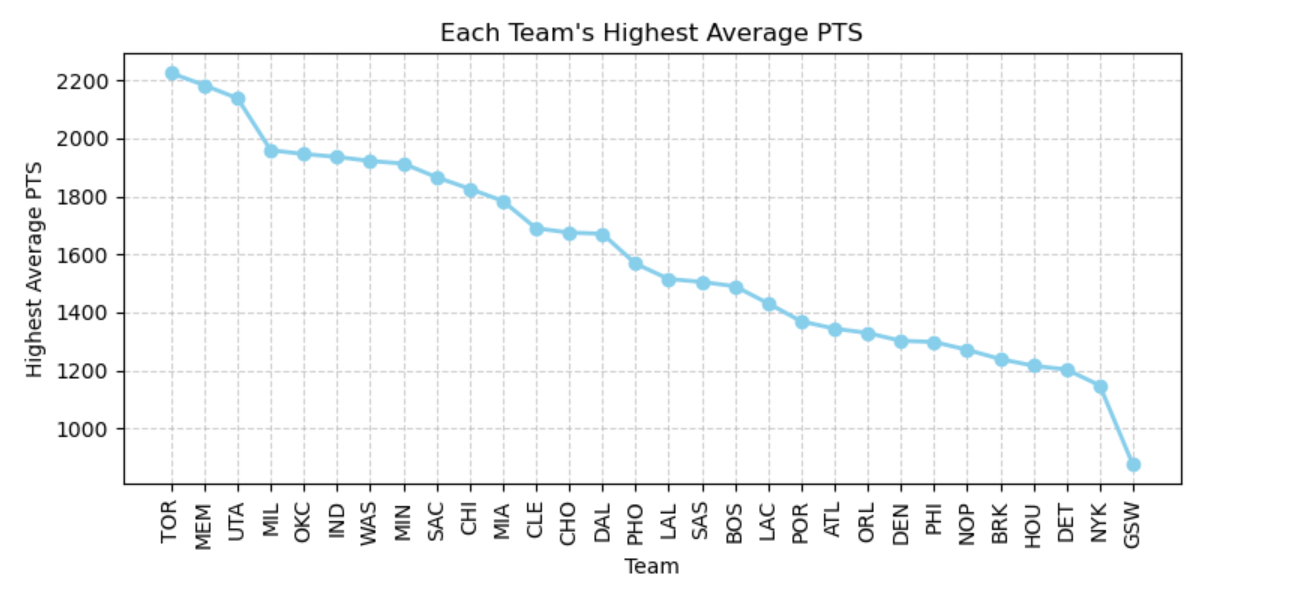 Each Team's Highest Average PTS
Highest Average PTS
2200
2000
1800
1600
1400
1200
1000
TOR MEM UTA MIL OKC IND WAS MIN SAC CHI MIA CLE CHO DAL PHO LAL SAS BOS LAC POR ATL ORL DEN PHI NOP BRK HOU DET NYK GSW
Team